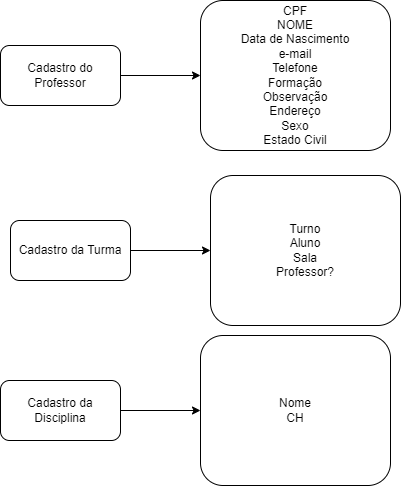 Cadastro do
Professor
CPF
NOME
Data de Nascimento
e-mail
Telefone
Formação
Observação
Endereço
Sexo
Estado Civil
Cadastro da Turma
Turno
Aluno
Sala
Professor?
Cadastro da
Disciplina
Nome
CH